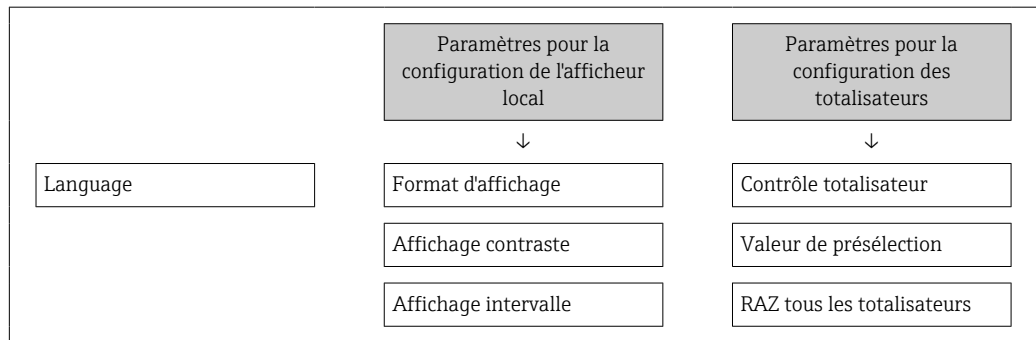 Paramètres pour la
configuration de l'afficheur
local
Paramètres pour la
configuration des
totalisateurs
↓
↓
Language
Format d'affichage
Contrôle totalisateur
Affichage contraste
Valeur de présélection
Affichage intervalle
RAZ tous les totalisateurs